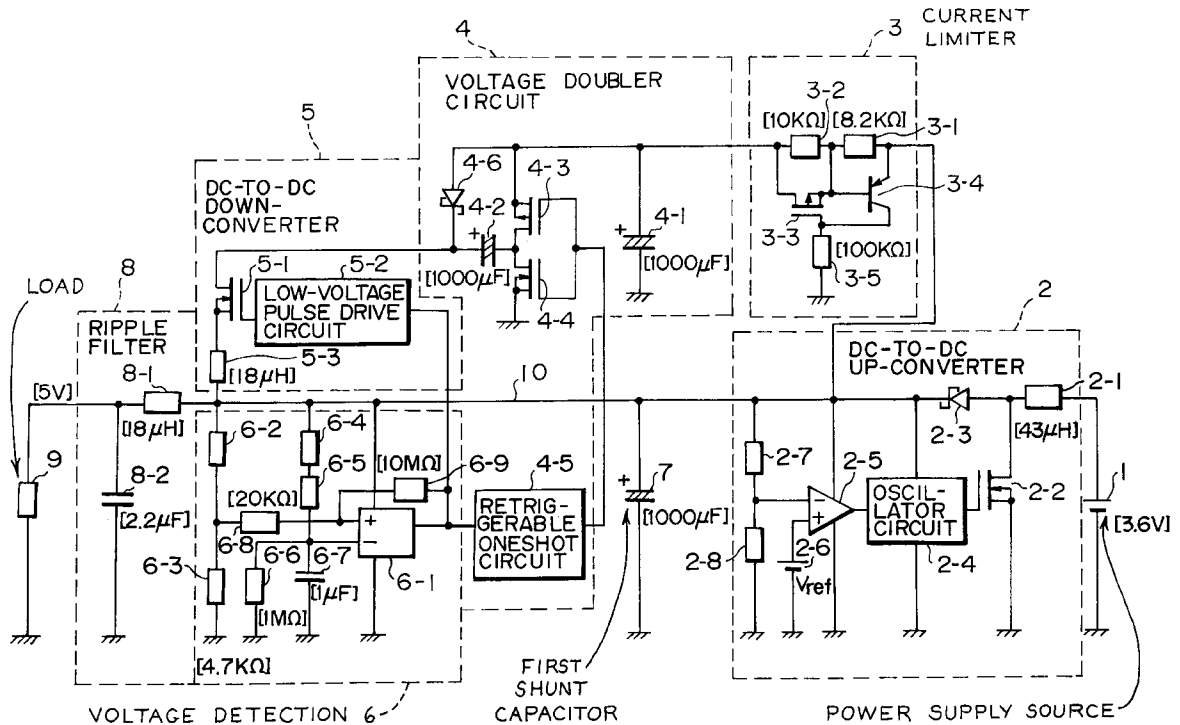 CURRENT
LIMITER
3
4
VOLTAGE DOUBLER
CIRCUIT
3-2
[10KΩ]
[8.2KΩ]
3-1
5
4-6
4-3
3-4
DC-TO-DC
DOWN-
CONVERTER
4-2
+
4-1
+
3-3
[100KΩ]
3-5
[1000μF]
[1000μF]
5-1
5-2
LOW-VOLTAGE
PULSE DRIVE
CIRCUIT
4-4
LOAD
8
RIPPLE
FILTER
5-3
[18μH]
2
DC-TO-DC
UP-CONVERTER
8-1
[5V]
10
2-1
[18μH]
2-3
[43μH]
6-2
6-4
6-5
[10MΩ]
6-9
2-7
2-5
9
8-2
[2.2μF]
[20KΩ]
6-8
+
−
4-5
RETRIG-
GERABLE
ONESHOT
CIRCUIT
+
7
[1000μF]
−
+
OSCIL-
LATOR
CIRCUIT
2-2
1
[3.6V]
6-6
6-7
6-3
[1μF]
6-1
2-8
2-6
Vref
2-4
[1MΩ]
[4.7KΩ]
FIRST
SHUNT
CAPACITOR
VOLTAGE DETECTION 6
POWER SUPPLY SOURCE